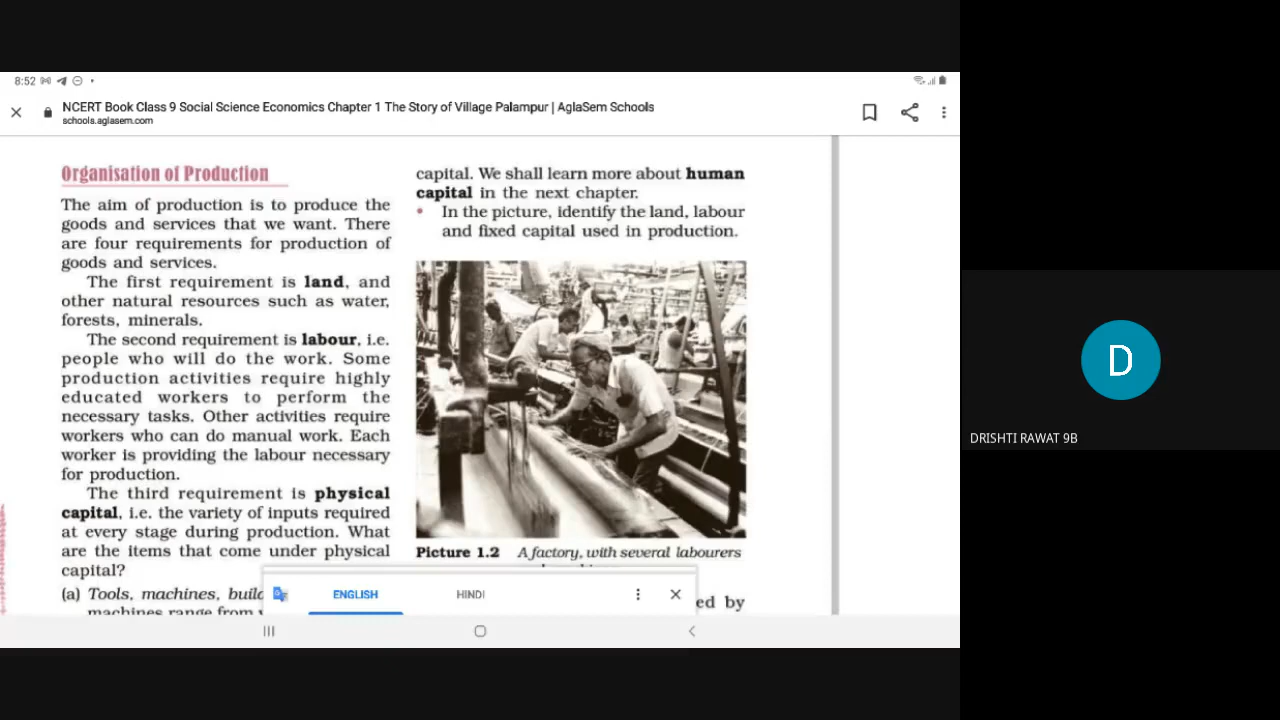 8:52
NCERT Book Class 9 Social Science Economics Chapter 1 The Story of Village Palampur | AglaSem Schools
schools.aglasem.com
Organisation of Production
The aim of production is to produce the
goods and services that we want. There
are four requirements for production of
goods and services.
The first requirement is land, and
other natural resources such as water,
forests, minerals.
The second requirement is labour, i.e.
people who will do the work. Some
production activities require highly
educated workers to perform the
necessary tasks. Other activities require
workers who can do manual work. Each
worker is providing the labour necessary
for production.
The third requirement is physical
capital, i.e. the variety of inputs required
at every stage during production. What
are the items that come under physical
capital?
(a) Tools, machines,
machines range from
capital. We shall learn more about human
capital in the next chapter.
• In the picture, identify the land, labour
and fixed capital used in production.
Picture 1.2 A factory, with several labourers
ed by
ENGLISH
HINDI
D
DRISHTI RAWAT 9B